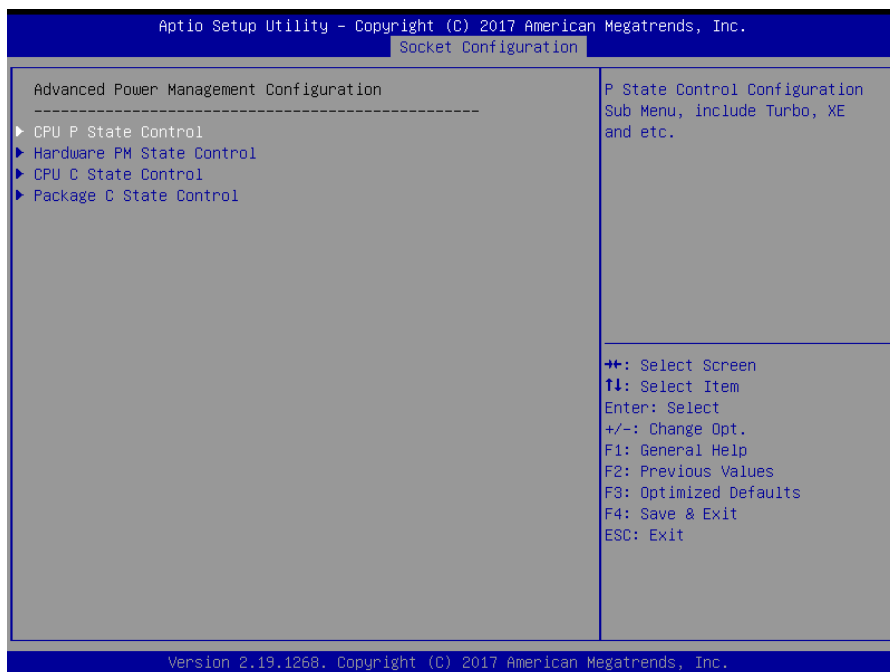 Aptio Setup Utility – Copyright (C) 2017 American Megatrends, Inc.
Socket Configuration
Advanced Power Management Configuration
--------------------------------------------------
CPU P State Control
Hardware PM State Control
CPU C State Control
Package C State Control
P State Control Configuration
Sub Menu, include Turbo, XE
and etc.
→←: Select Screen
↑↓: Select Item
Enter: Select
+/-: Change Opt.
F1: General Help
F2: Previous Values
F3: Optimized Defaults
F4: Save & Exit
ESC: Exit
Version 2.19.1268. Copyright (C) 2017 American Megatrends, Inc.